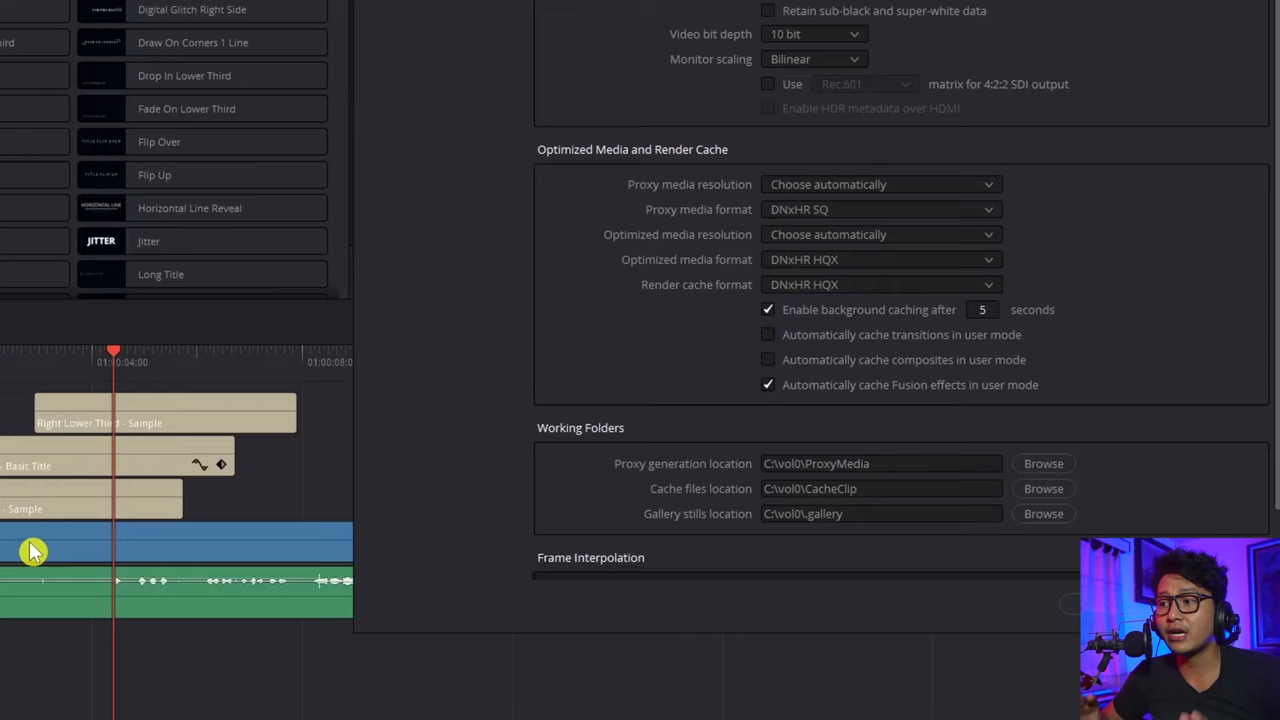 Digital Glitch Right Side
Draw On Corners 1 Line
Drop In Lower Third
Fade On Lower Third
Flip Over
Flip Up
HORIZONTAL LINE
Horizontal Line Reveal
JITTER
Jitter
Long Title
Retain sub-black and super-white data
Video bit depth 10 bit
Monitor scaling Bilinear
Use Rec.601 matrix for 4:2:2 SDI output
Enable HDR metadata over HDMI
Optimized Media and Render Cache
Proxy media resolution Choose automatically
Proxy media format DNxHR SQ
Optimized media resolution Choose automatically
Optimized media format DNxHR HQX
Render cache format DNxHR HQX
Enable background caching after 5 seconds
Automatically cache transitions in user mode
Automatically cache composites in user mode
Automatically cache Fusion effects in user mode
Working Folders
Proxy generation location C:\vol0\ProxyMedia Browse
Cache files location C:\vol0\CacheClip Browse
Gallery stills location C:\vol0\.gallery Browse
Frame Interpolation
01:00:04:00 01:00:08:0
Right Lower Third - Sample
- Basic Title
- Sample